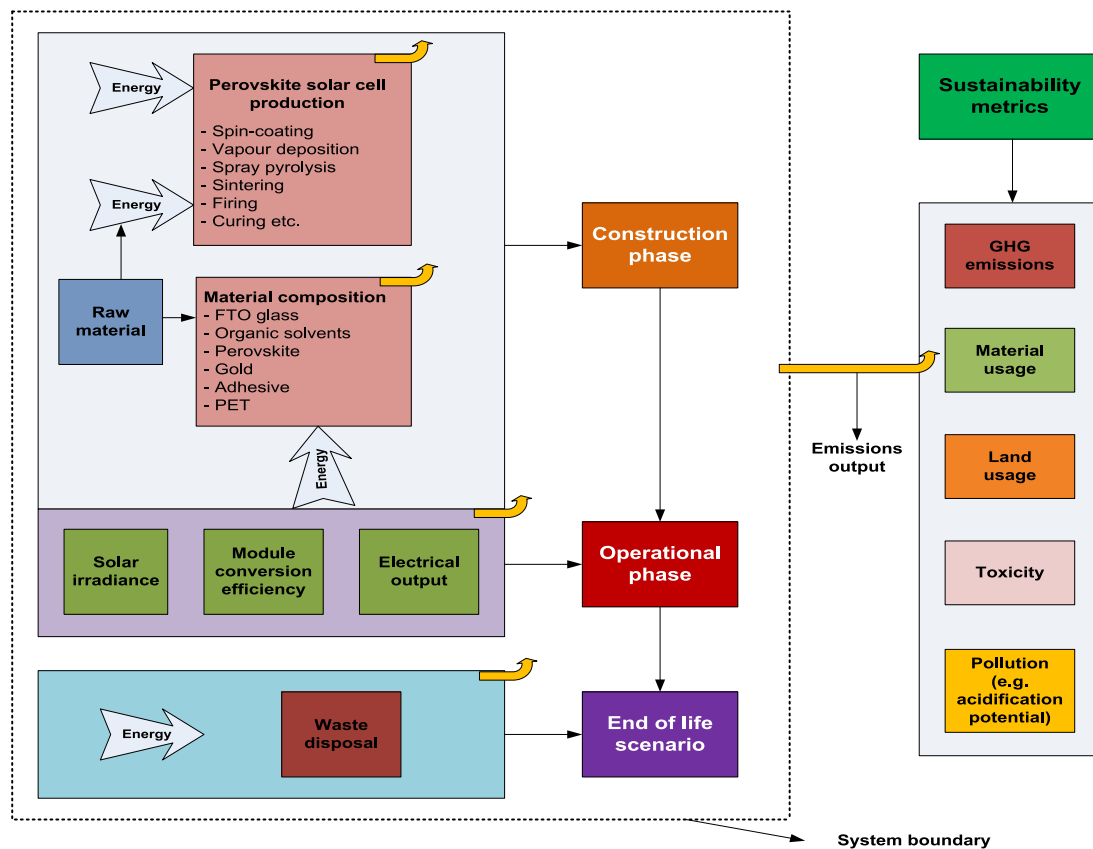 Energy
Perovskite solar cell
production
- Spin-coating
- Vapour deposition
- Spray pyrolysis
- Sintering
- Firing
- Curing etc.
Energy
Raw
material
Material composition
- FTO glass
- Organic solvents
- Perovskite
- Gold
- Adhesive
- PET
Energy
Solar
irradiance
Module
conversion
efficiency
Electrical
output
Energy
Waste
disposal
Construction
phase
Operational
phase
End of life
scenario
Emissions
output
System boundary
Sustainability
metrics
GHG
emissions
Material
usage
Land
usage
Toxicity
Pollution
(e.g.
acidification
potential)